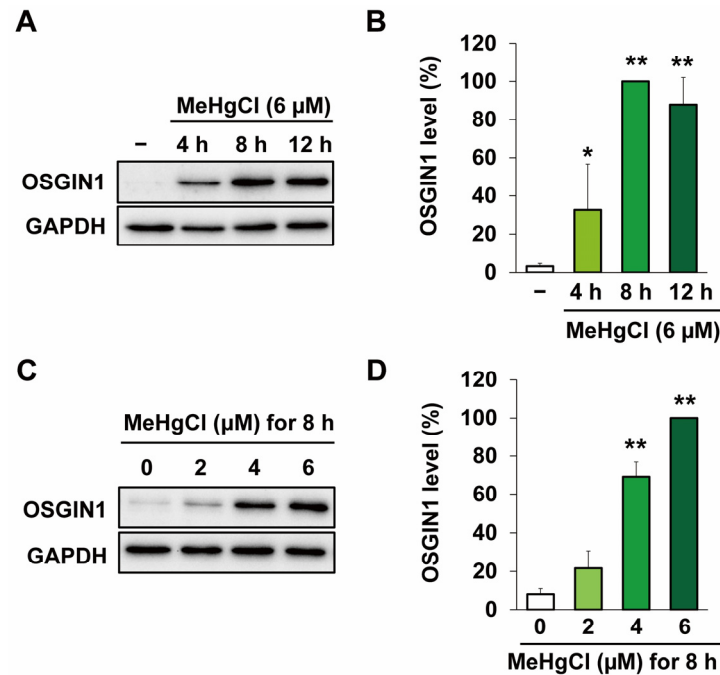 A
MeHgCl (6 μM)
– 4 h 8 h 12 h
OSGIN1
GAPDH
B
OSGIN1 level (%)
120
100
80
60
40
20
0
*
**
**
– 4 h 8 h 12 h
MeHgCl (6 μM)
C
MeHgCl (μM) for 8 h
0 2 4 6
OSGIN1
GAPDH
D
OSGIN1 level (%)
120
100
80
60
40
20
0
**
**
0 2 4 6
MeHgCl (μM) for 8 h